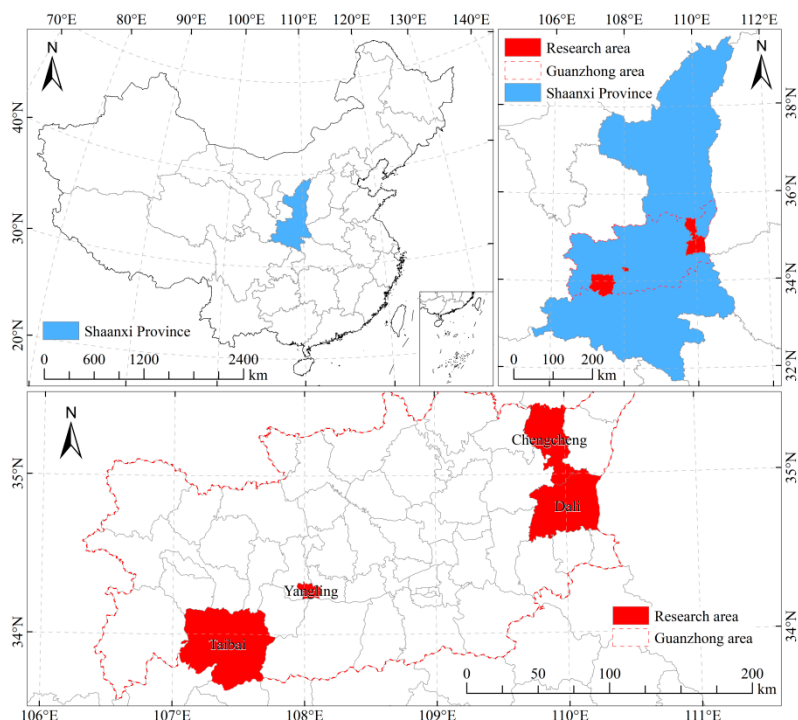 70°E 80°E 90°E 100°E 110°E 120°E 130°E 140°E
N
40°N
30°N
20°N
Shaanxi Province
0 600 1200 2400
km
106°E 108°E 110°E 112°E
N
Research area
Guanzhong area
Shaanxi Province
38°N
36°N
34°N
32°N
0 100 200
km
N
35°N
34°N
Chengcheng
Dali
Yangling
Taibai
35°N
34°N
Research area
Guanzhong area
0 50 100 200
km
106°E 107°E 108°E 109°E 110°E 111°E